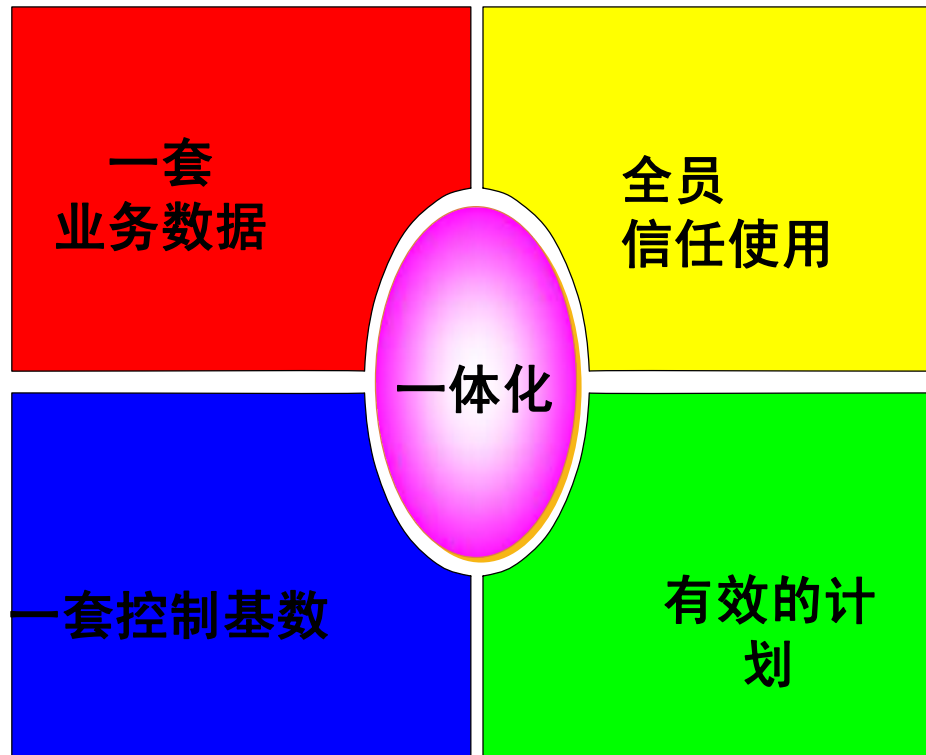 一套
业务数据
全员
信任使用
一体化
一套控制基数
有效的计
划